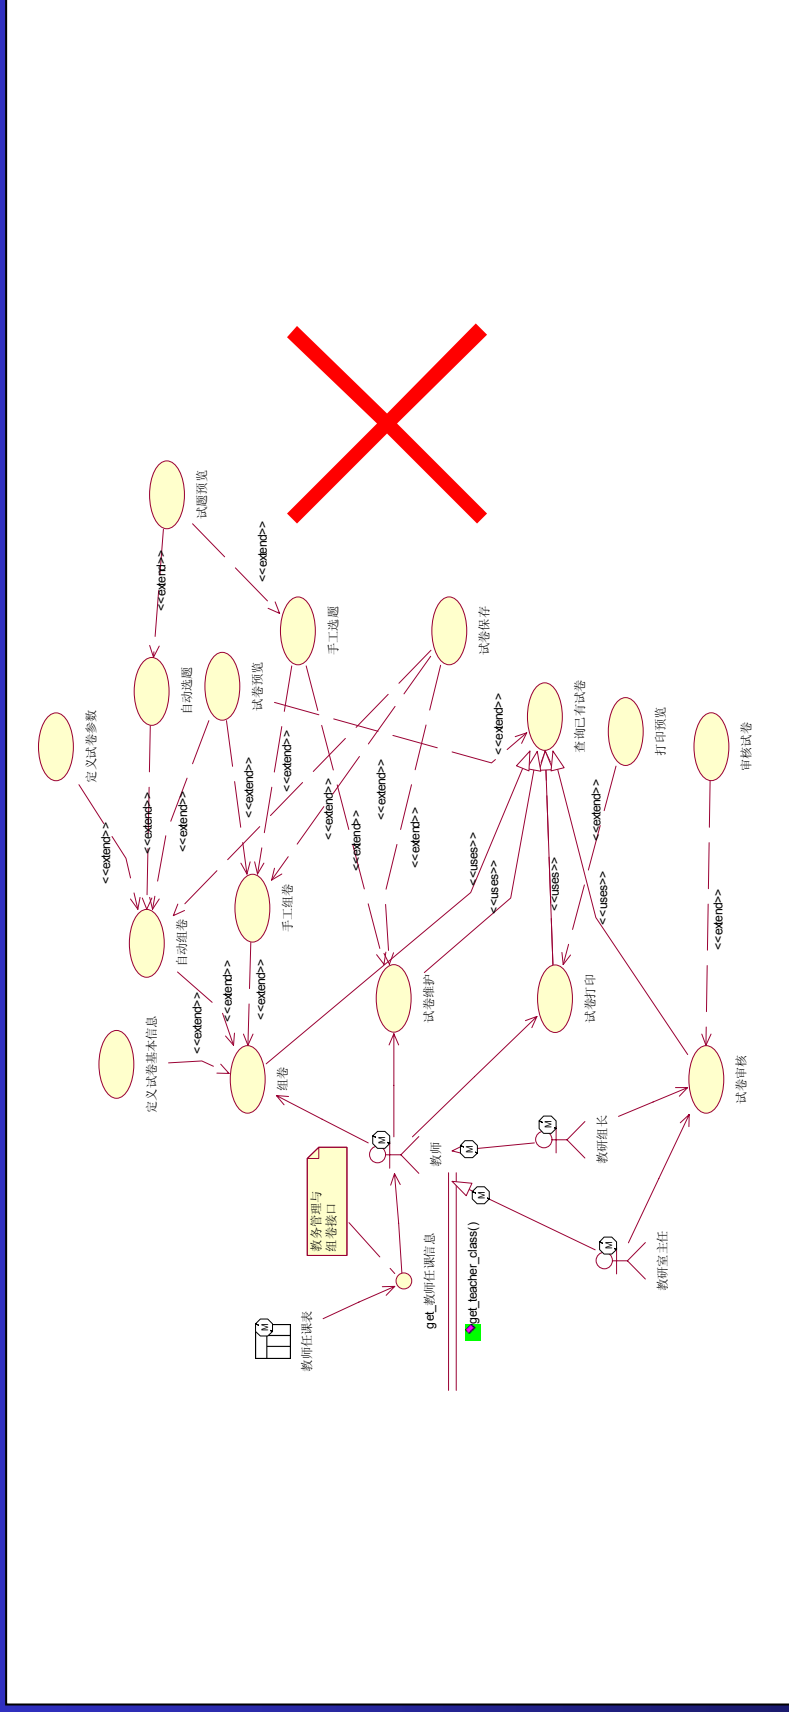 定义试卷参数
<<extend>>
定义试卷基本信息
<<extend>>
<<extend>>
自动组卷
<<extend>>
自动选题
<<extend>>
<<extend>>
试题预览
<<extend>>
<<extend>>
试卷预览
<<extend>>
<<extend>>
组卷
手工组卷
<<extend>>
M
教师任课表
教务管理与
组卷接口
<<extend>>
手工选题
<<extend>>
<<extend>>
M
<<extend>>
试卷维护
get_教师任课信息
教师
M
get_teacher_class()
M
<<uses>>
<<uses>>
试卷保存
<<extend>>
M
<<uses>>
查询已有试卷
试卷打印
<<extend>>
教研组长
<<uses>>
M
教研室主任
打印预览
<<extend>>
试卷审核
审核试卷